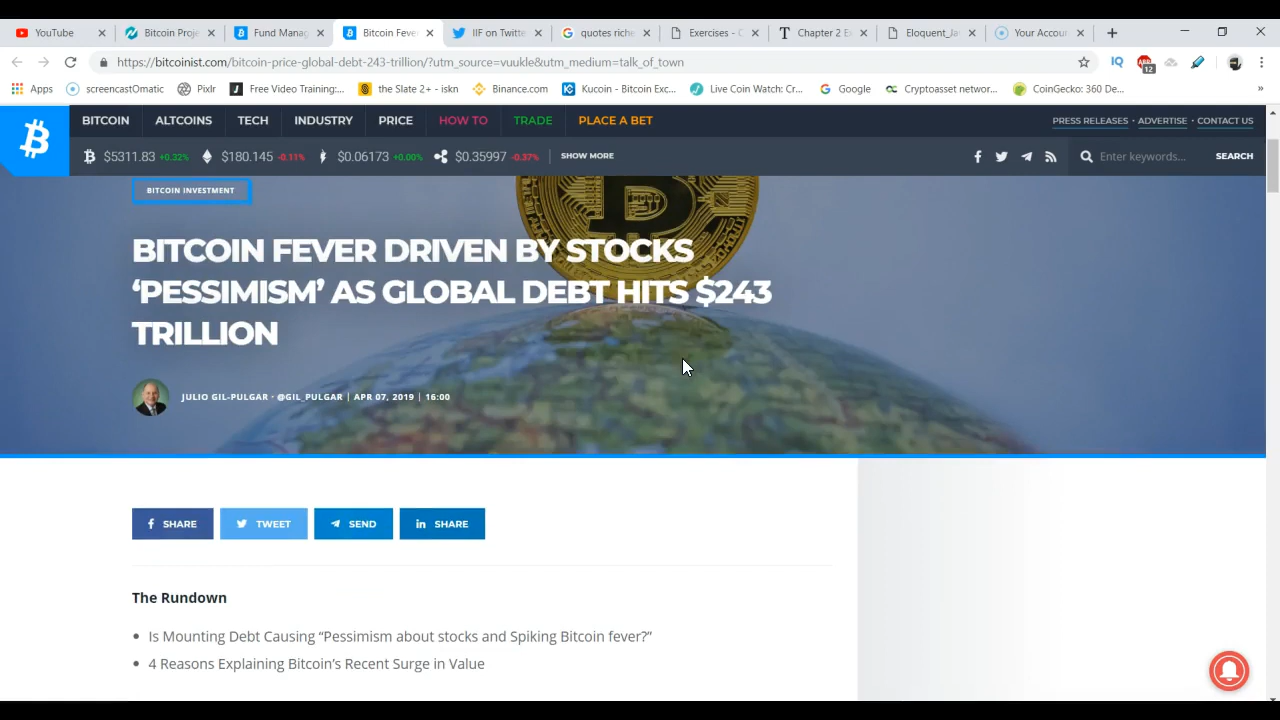 YouTube
Bitcoin Proje
Fund Manag
Bitcoin Feve
IIF on Twitte
quotes riche
Exercises - C
Chapter 2 Ex
Eloquent_Ja
Your Accou
https://bitcoinist.com/bitcoin-price-global-debt-243-trillion/?utm_source=vuukle&utm_medium=talk_of_town
IQ
12
Apps
screencastOmatic
Pixlr
Free Video Training:...
the Slate 2+ - iskn
Binance.com
Kucoin - Bitcoin Exc...
Live Coin Watch: Cr...
Google
Cryptoasset networ...
CoinGecko: 360 De...
»
BITCOIN
ALTCOINS
TECH
INDUSTRY
PRICE
HOW TO
TRADE
PLACE A BET
PRESS RELEASES · ADVERTISE · CONTACT US
$5311.83 +0.32%
$180.145 -0.11%
$0.06173 +0.00%
$0.35997 -0.37%
SHOW MORE
Enter keywords...
SEARCH
BITCOIN INVESTMENT
BITCOIN FEVER DRIVEN BY STOCKS
‘PESSIMISM’ AS GLOBAL DEBT HITS $243
TRILLION
JULIO GIL-PULGAR · @GIL_PULGAR | APR 07, 2019 | 16:00
SHARE
TWEET
SEND
SHARE
The Rundown
• Is Mounting Debt Causing “Pessimism about stocks and Spiking Bitcoin fever?”
• 4 Reasons Explaining Bitcoin’s Recent Surge in Value